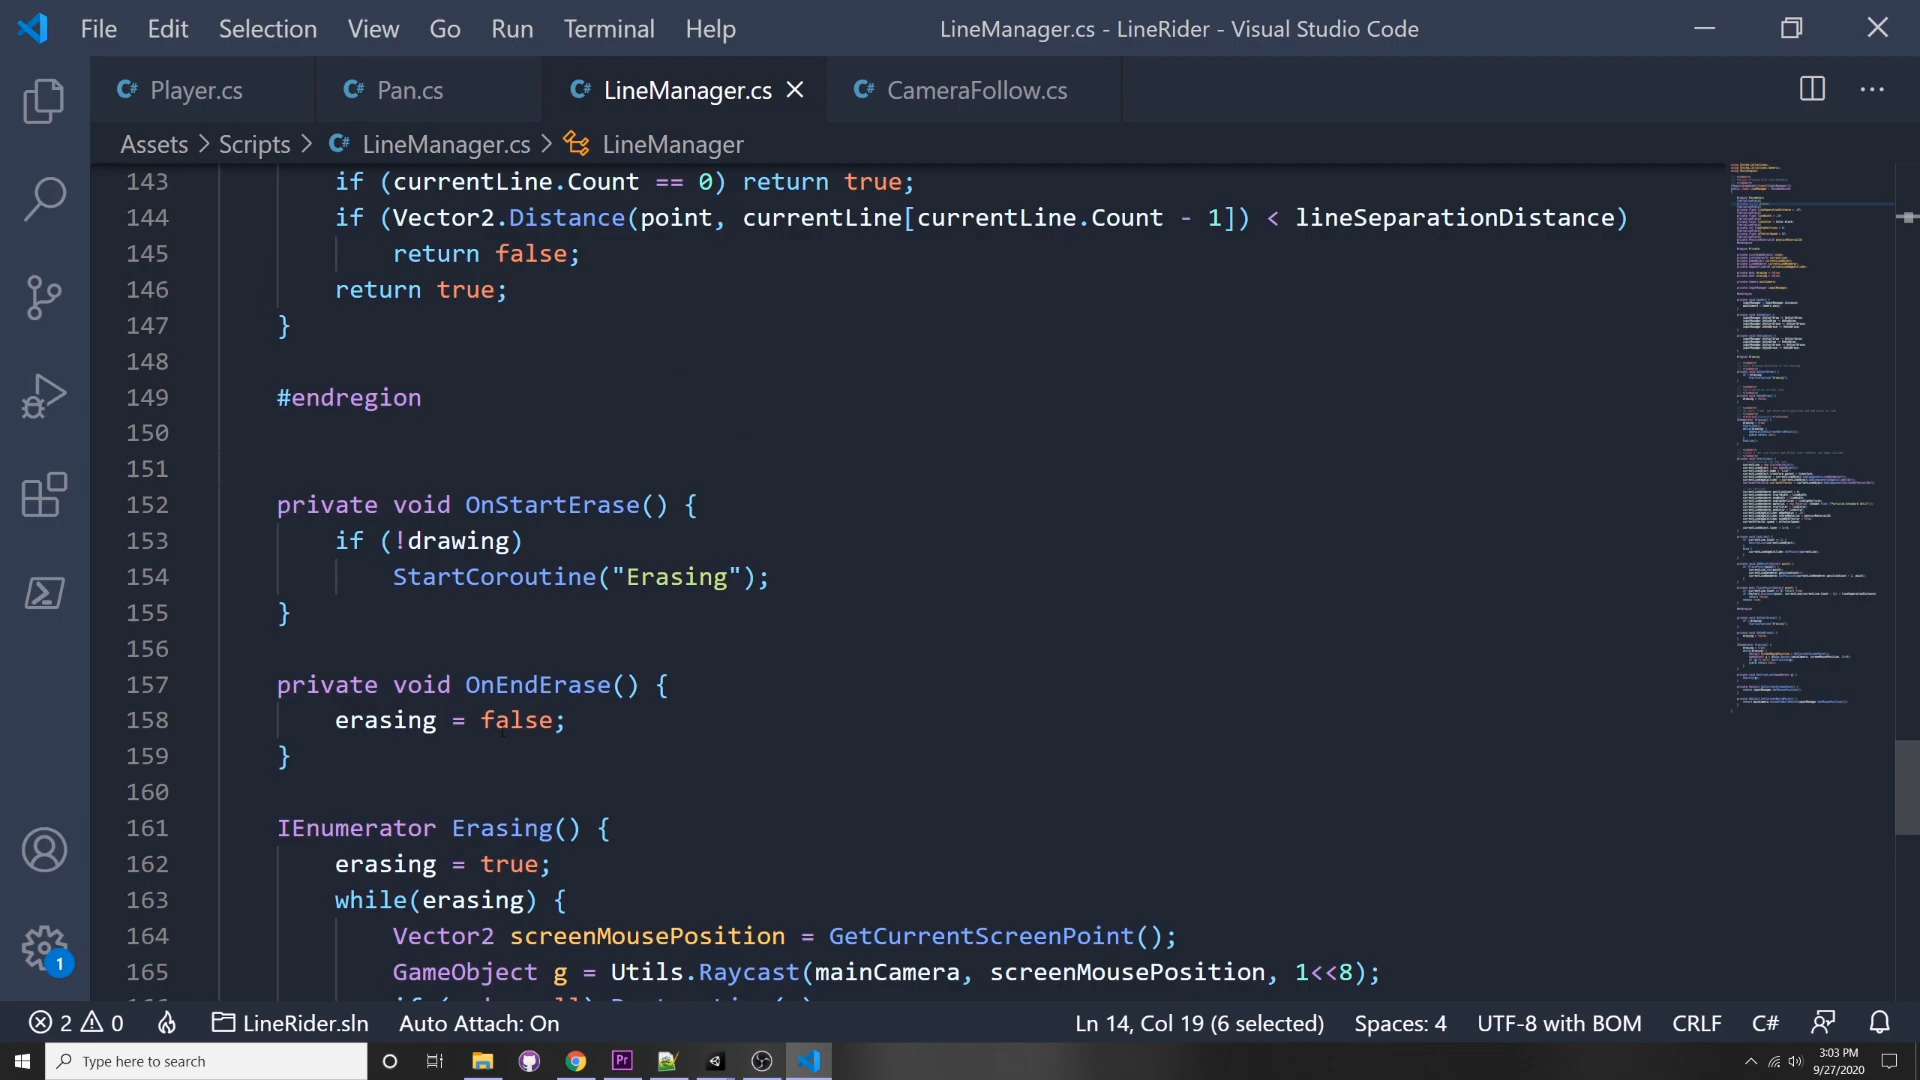 File Edit Selection View Go Run Terminal Help LineManager.cs - LineRider - Visual Studio Code
C# Player.cs C# Pan.cs C# LineManager.cs C# CameraFollow.cs
Assets > Scripts > C# LineManager.cs > LineManager
143 if (currentLine.Count == 0) return true;
144 if (Vector2.Distance(point, currentLine[currentLine.Count - 1]) < lineSeparationDistance)
145 return false;
146 return true;
147 }
148
149 #endregion
150
151
152 private void OnStartErase() {
153 if (!drawing)
154 StartCoroutine("Erasing");
155 }
156
157 private void OnEndErase() {
158 erasing = false;
159 }
160
161 IEnumerator Erasing() {
162 erasing = true;
163 while(erasing) {
164 Vector2 screenMousePosition = GetCurrentScreenPoint();
165 GameObject g = Utils.Raycast(mainCamera, screenMousePosition, 1<<8);
1
2 0 LineRider.sln Auto Attach: On Ln 14, Col 19 (6 selected) Spaces: 4 UTF-8 with BOM CRLF C#
Type here to search Pr 3:03 PM
9/27/2020